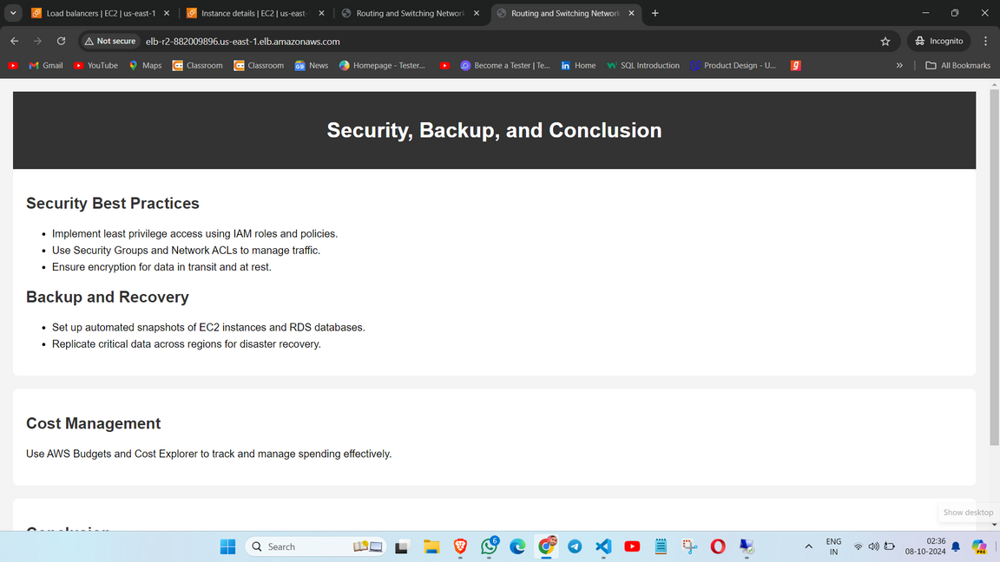 Load balancers | EC2 | us-east-1
Instance details | EC2 | us-east-
Routing and Switching Network
Routing and Switching Network
Not secure
elb-r2-882009896.us-east-1.elb.amazonaws.com
Incognito
Gmail
YouTube
Maps
Classroom
Classroom
GB
News
Homepage - Tester...
Become a Tester | Te...
in
Home
SQL Introduction
Product Design - U...
g
All Bookmarks
Security, Backup, and Conclusion
Security Best Practices
Implement least privilege access using IAM roles and policies.
Use Security Groups and Network ACLs to manage traffic.
Ensure encryption for data in transit and at rest.
Backup and Recovery
Set up automated snapshots of EC2 instances and RDS databases.
Replicate critical data across regions for disaster recovery.
Cost Management
Use AWS Budgets and Cost Explorer to track and manage spending effectively.
Conclusion
Show desktop
Search
6
ENG
IN
02:36
08-10-2024
PRE